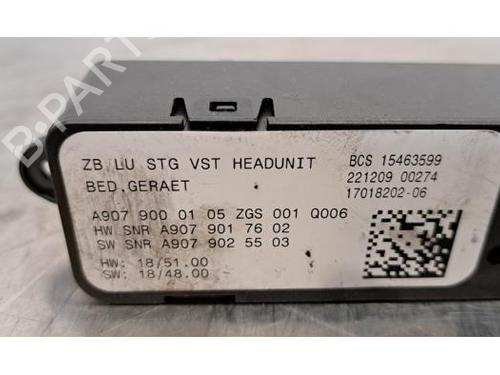 ZB LU STG VST HEADUNIT
BED.GERAET
A907 900 01 05 ZGS 001 Q006
HW SNR A907 901 76 02
SW SNR A907 902 55 03
HW: 18/51.00
SW: 18/48.00
BCS 15463599
221209 00274
17018202-06
B-PARTS